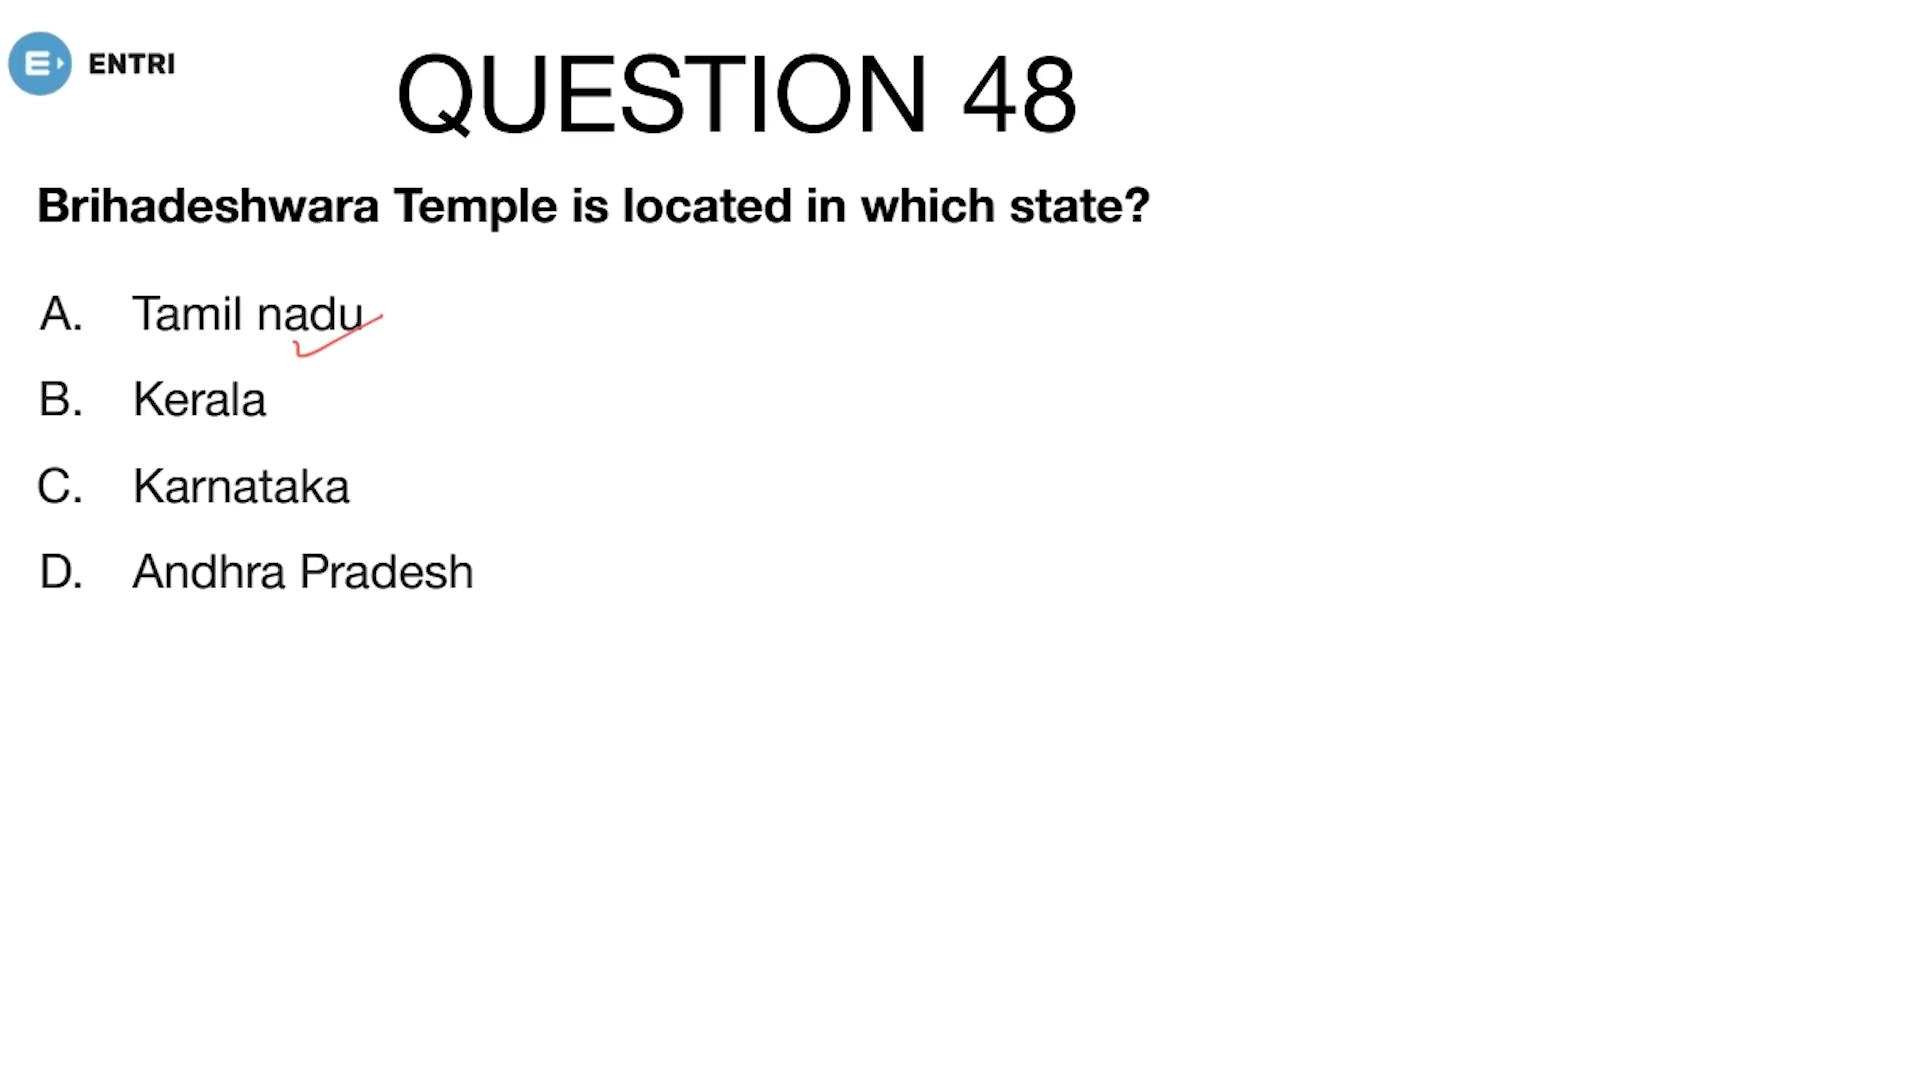 ENTRI
QUESTION 48
Brihadeshwara Temple is located in which state?
A. Tamil nadu
B. Kerala
C. Karnataka
D. Andhra Pradesh